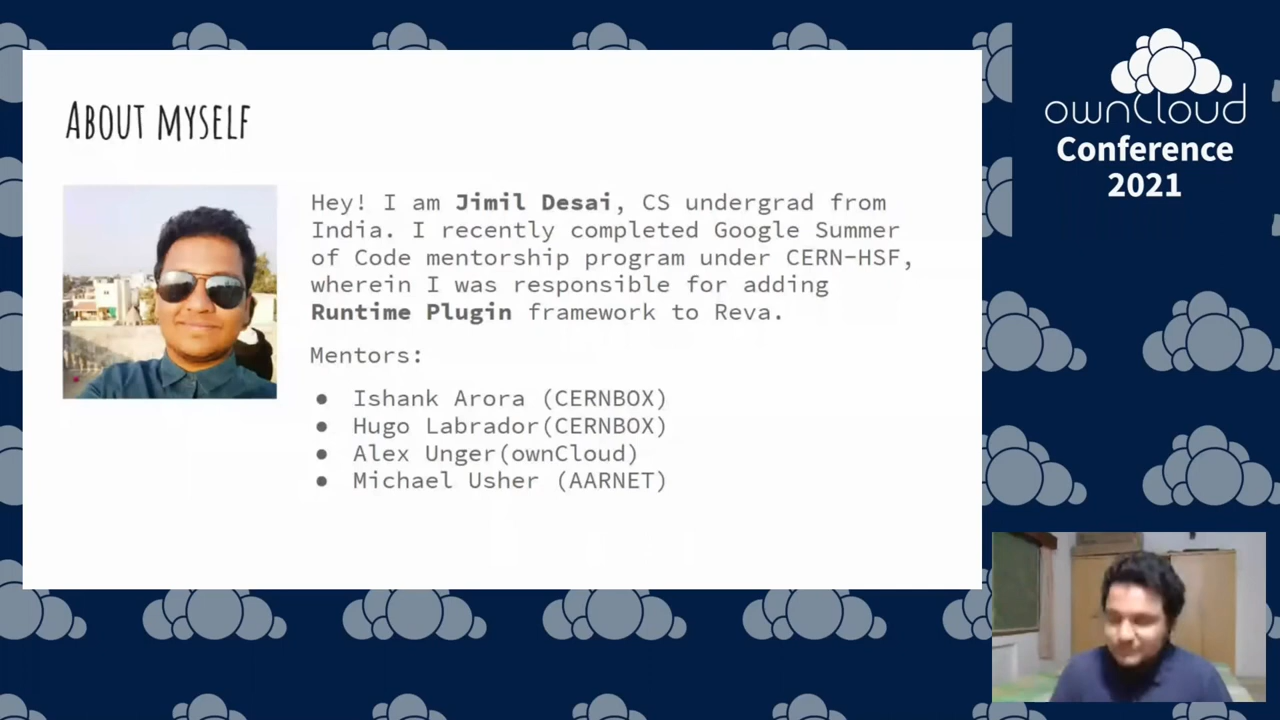 About myself
Hey! I am Jimil Desai, CS undergrad from
India. I recently completed Google Summer
of Code mentorship program under CERN-HSF,
wherein I was responsible for adding
Runtime Plugin framework to Reva.
Mentors:
● Ishank Arora (CERNBOX)
● Hugo Labrador(CERNBOX)
● Alex Unger(ownCloud)
● Michael Usher (AARNET)
ownCloud
Conference
2021